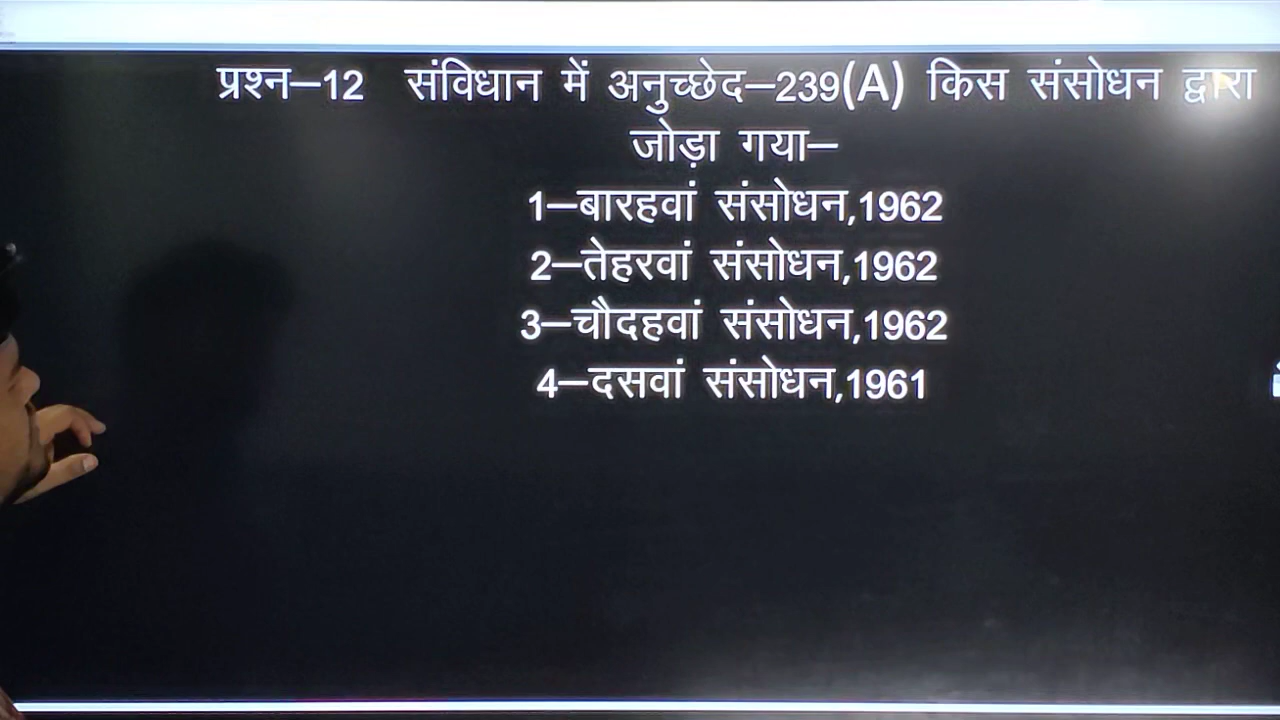 प्रश्न–12 संविधान में अनुच्छेद–239(A) किस संसोधन द्वारा
जोड़ा गया–
1–बारहवां संसोधन,1962
2–तेहरवां संसोधन,1962
3–चौदहवां संसोधन,1962
4–दसवां संसोधन,1961